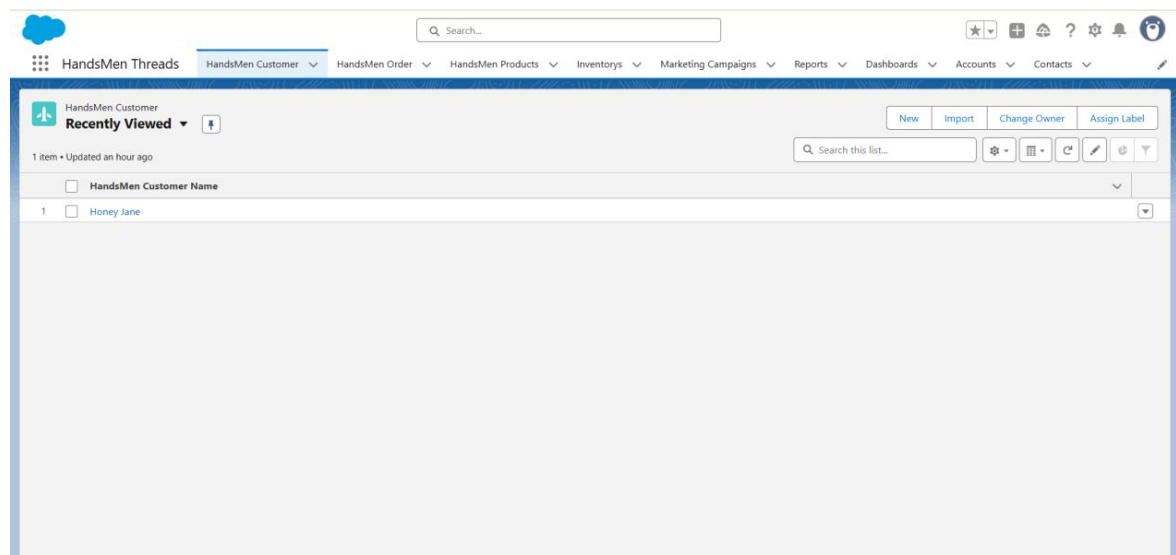 Search...
HandsMen Threads HandsMen Customer HandsMen Order HandsMen Products Inventorys Marketing Campaigns Reports Dashboards Accounts Contacts
HandsMen Customer
Recently Viewed
New Import Change Owner Assign Label
1 item • Updated an hour ago
Search this list...
HandsMen Customer Name
1 Honey Jane